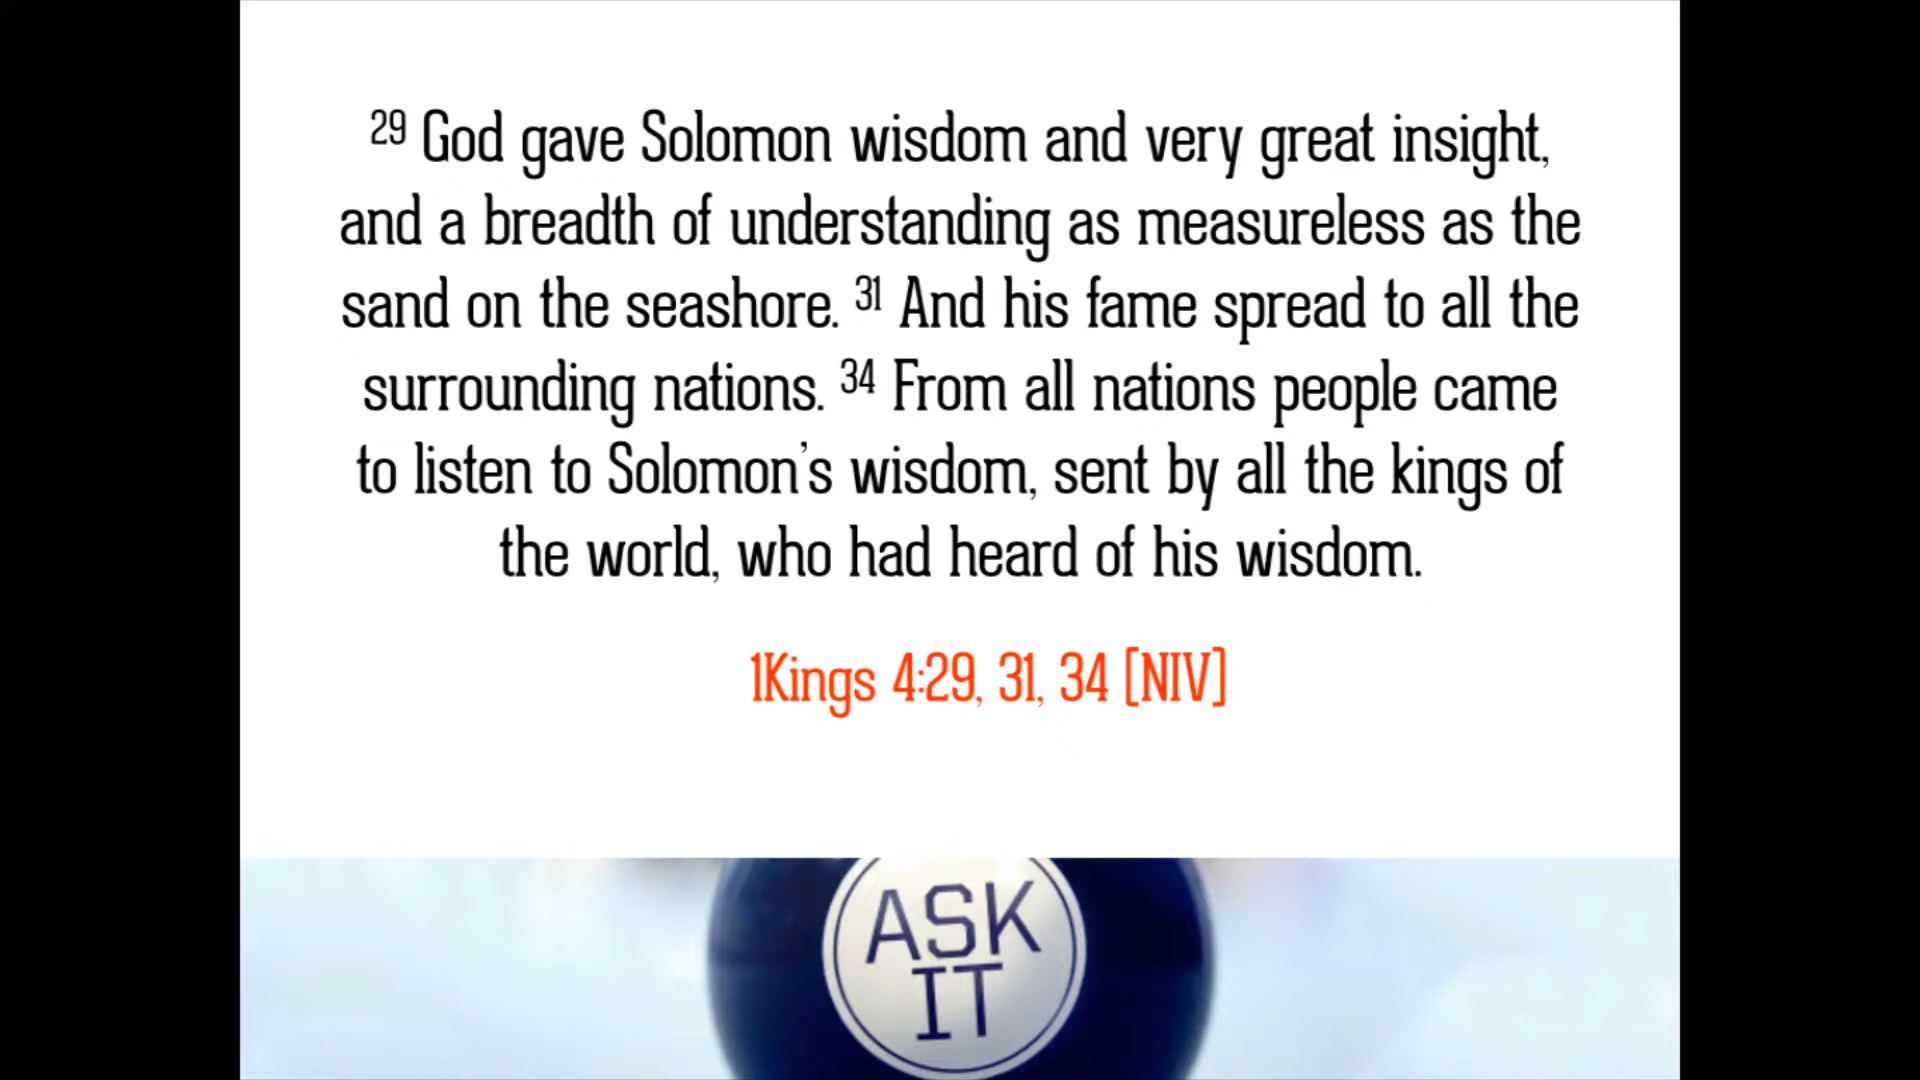 29 God gave Solomon wisdom and very great insight,
and a breadth of understanding as measureless as the
sand on the seashore. 31 And his fame spread to all the
surrounding nations. 34 From all nations people came
to listen to Solomon’s wisdom, sent by all the kings of
the world, who had heard of his wisdom.
1Kings 4:29, 31, 34 [NIV]
ASK
IT